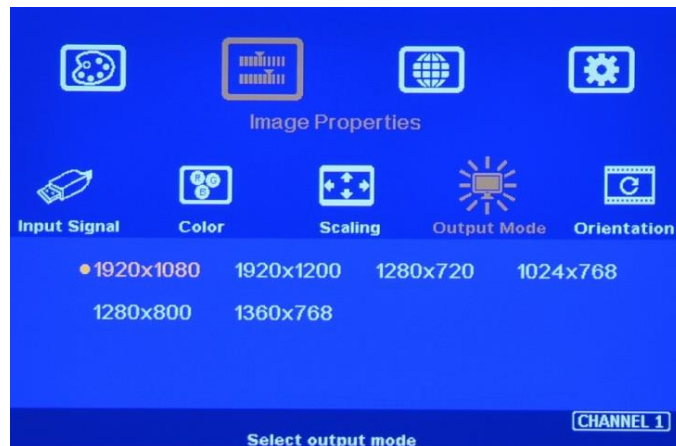 Image Properties
Input Signal Color Scaling Output Mode Orientation
1920x1080 1920x1200 1280x720 1024x768
1280x800 1360x768
CHANNEL 1
Select output mode